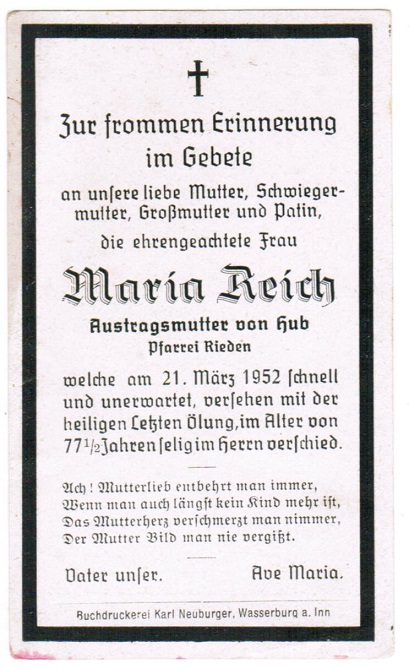 Zur frommen Erinnerung
im Gebete
an unsere liebe Mutter, Schwieger-
mutter, Großmutter und Patin,
die ehrengeachtete Frau
Maria Reich
Austragsmutter von Hub
Pfarrei Rieden
welche am 21. März 1952 schnell
und unerwartet, versehen mit der
heiligen Letzten Ölung, im Alter von
77½ Jahren selig im Herrn verschied.
Ach! Mutterlieb entbehrt man immer,
Wenn man auch längst kein Kind mehr ist,
Das Mutterherz verschmerzt man nimmer,
Der Mutter Bild man nie vergißt.
Vater unser. Ave Maria.
Buchdruckerei Karl Neuburger, Wasserburg a. Inn